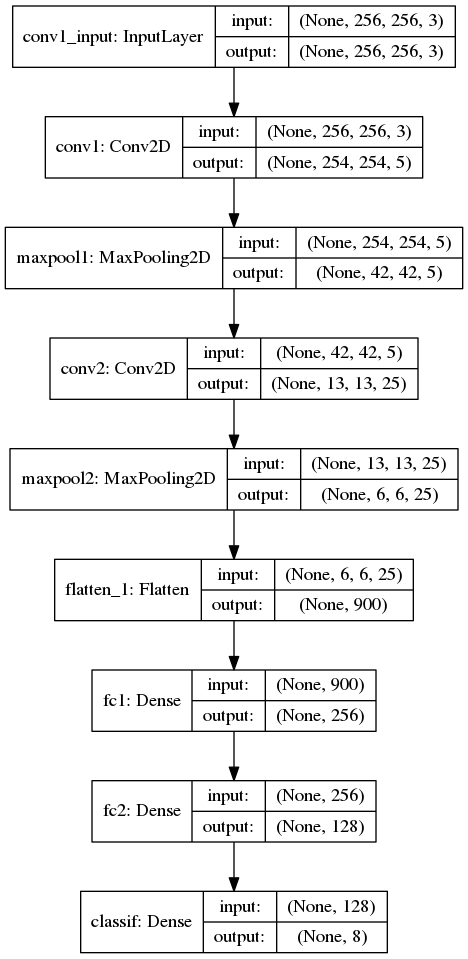 conv1_input: InputLayer input: (None, 256, 256, 3)
output: (None, 256, 256, 3)
conv1: Conv2D input: (None, 256, 256, 3)
output: (None, 254, 254, 5)
maxpool1: MaxPooling2D input: (None, 254, 254, 5)
output: (None, 42, 42, 5)
conv2: Conv2D input: (None, 42, 42, 5)
output: (None, 13, 13, 25)
maxpool2: MaxPooling2D input: (None, 13, 13, 25)
output: (None, 6, 6, 25)
flatten_1: Flatten input: (None, 6, 6, 25)
output: (None, 900)
fc1: Dense input: (None, 900)
output: (None, 256)
fc2: Dense input: (None, 256)
output: (None, 128)
classif: Dense input: (None, 128)
output: (None, 8)